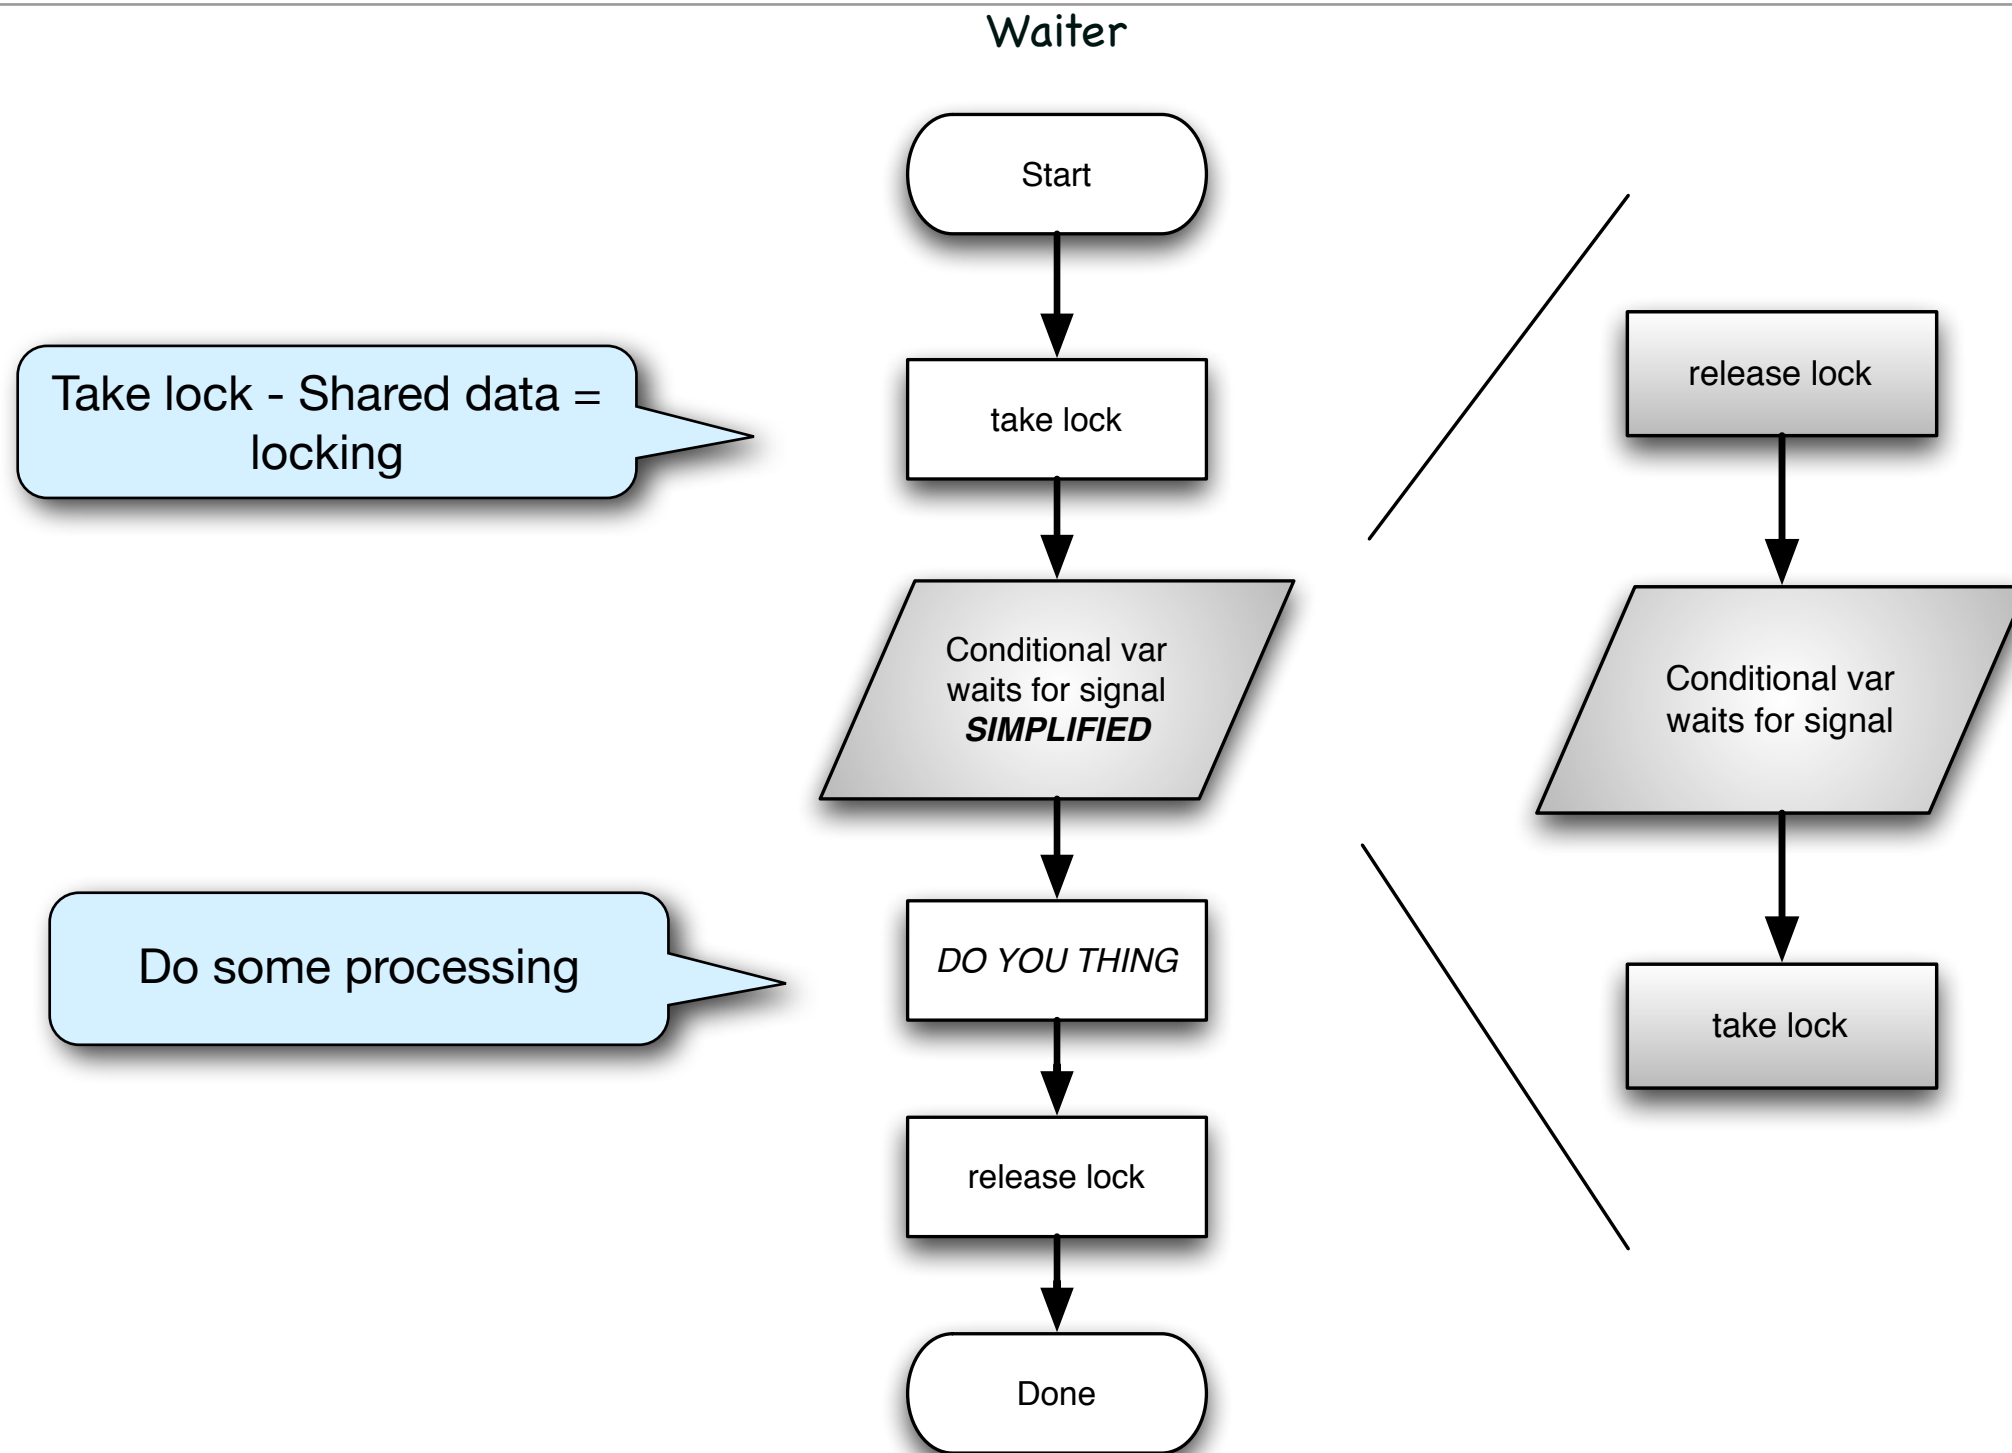 Waiter
Start
Take lock - Shared data =
locking
take lock
Conditional var
waits for signal
SIMPLIFIED
Do some processing
DO YOU THING
release lock
Done
release lock
Conditional var
waits for signal
take lock